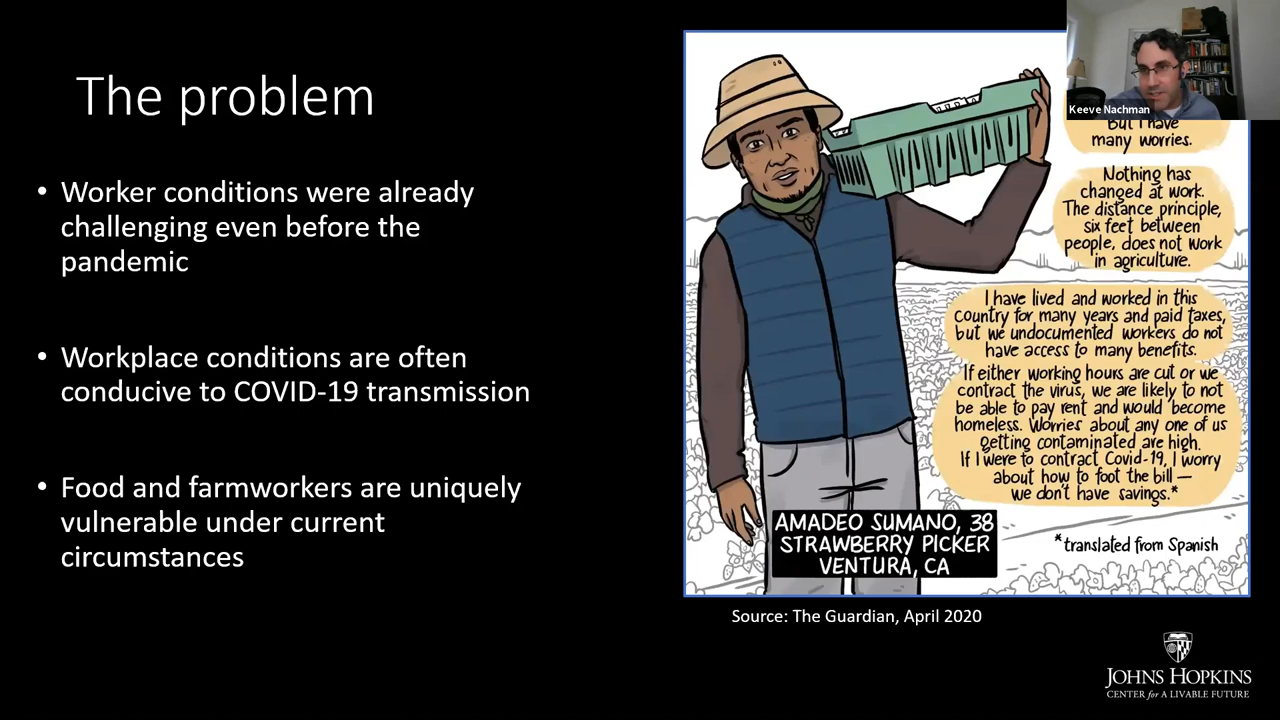 The problem
• Worker conditions were already
challenging even before the
pandemic
• Workplace conditions are often
conducive to COVID-19 transmission
• Food and farmworkers are uniquely
vulnerable under current
circumstances
Keeve Nachman
But I have
many worries.
Nothing has
changed at work.
The distance principle,
six feet between
people, does not work
in agriculture.
I have lived and worked in this
country for many years and paid taxes,
but we undocumented workers do not
have access to many benefits.
If either working hours are cut or we
contract the virus, we are likely to not
be able to pay rent and would become
homeless. Worries about any one of us
getting contaminated are high.
If I were to contract Covid-19, I worry
about how to foot the bill —
we don't have savings.*
AMADEO SUMANO, 38
STRAWBERRY PICKER
VENTURA, CA
*translated from Spanish
Source: The Guardian, April 2020
JOHNS HOPKINS
CENTER for A LIVABLE FUTURE